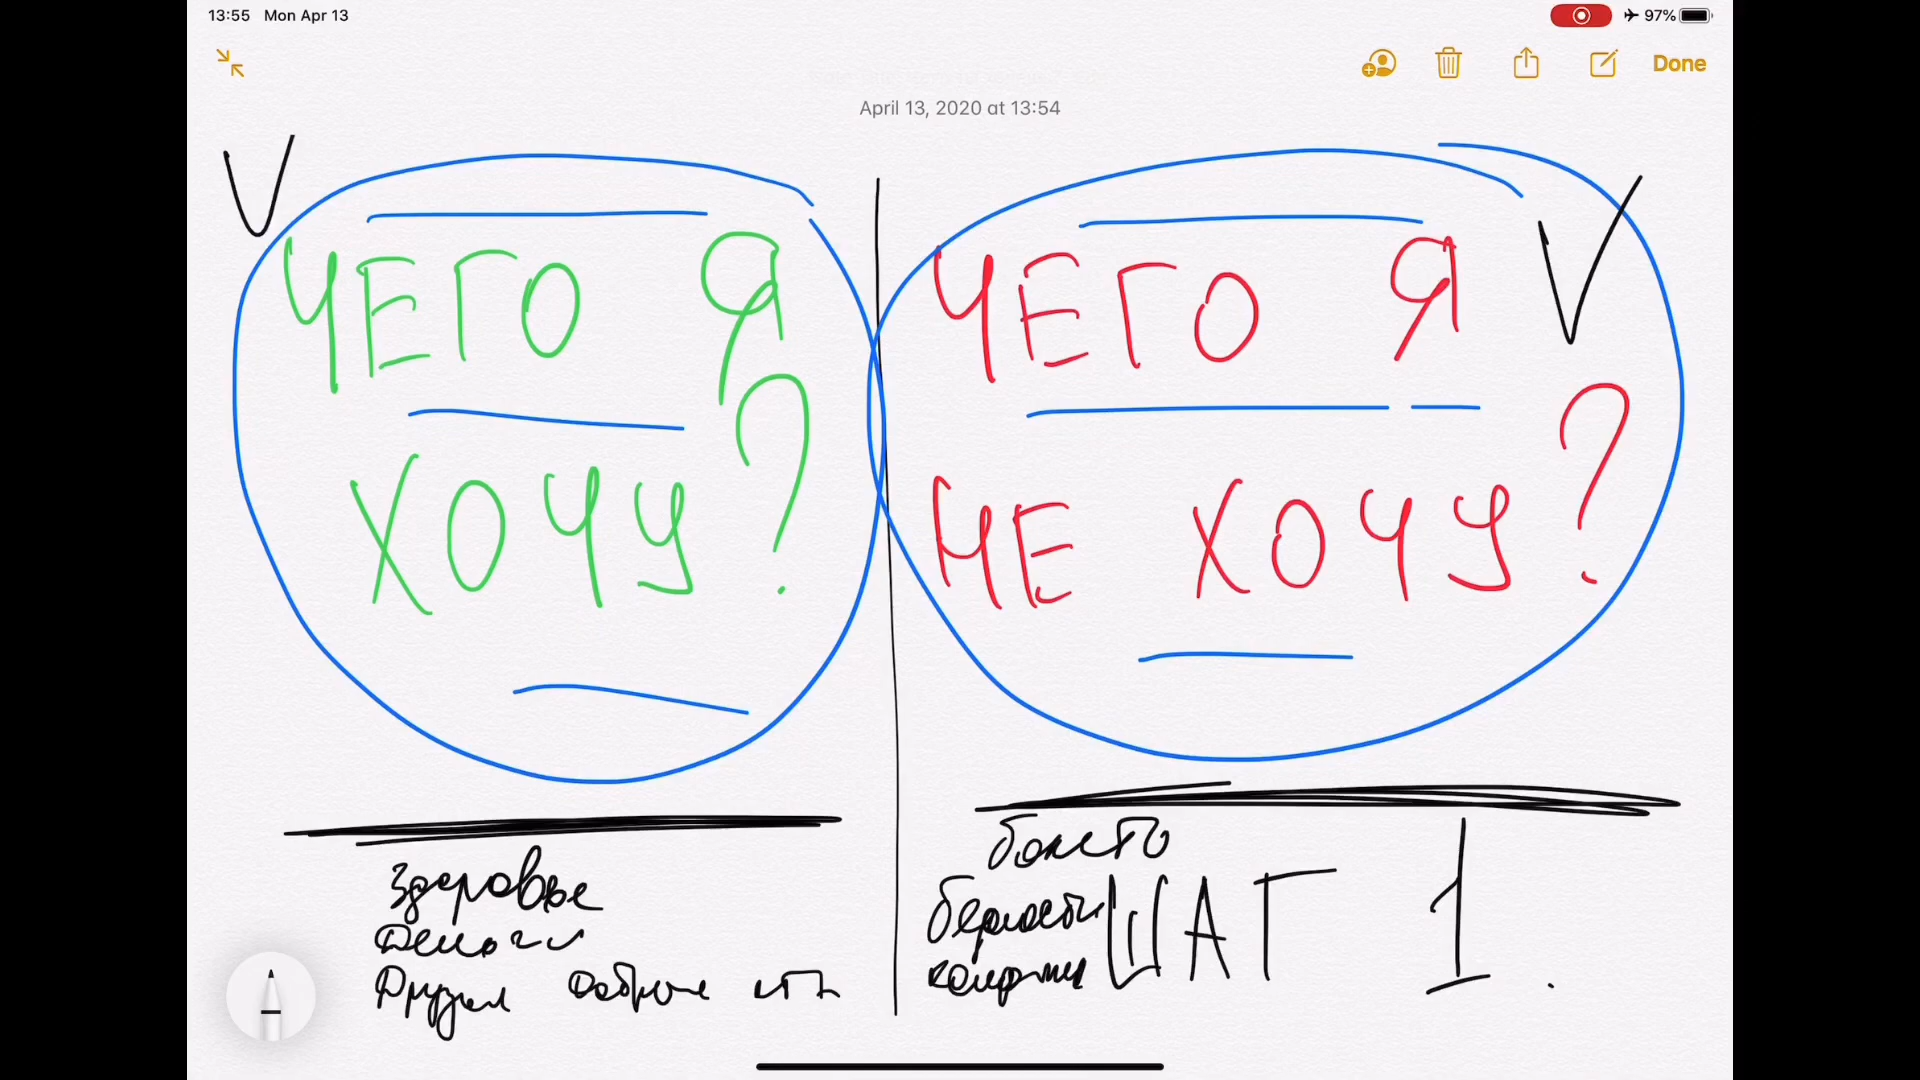 13:55 Mon Apr 13
97%
Done
April 13, 2020 at 13:54
ЧЕГО Я
ХОЧУ?
ЧЕГО Я
НЕ ХОЧУ?
Здоровье
Деньги
Друзья добрые
ШАГ 1.